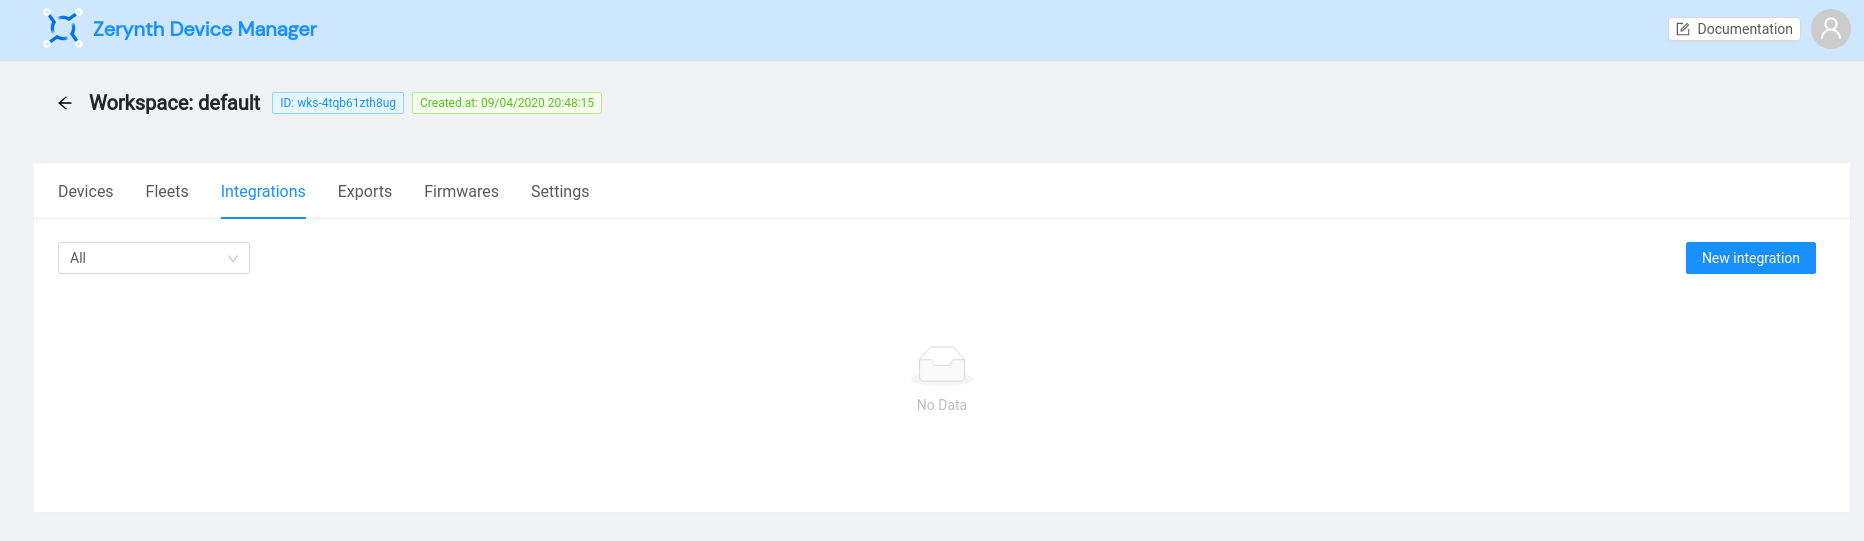 Zerynth Device Manager
Documentation
Workspace: default ID: wks-4tqb61zth8ug Created at: 09/04/2020 20:48:15
Devices Fleets Integrations Exports Firmwares Settings
All
New integration
No Data